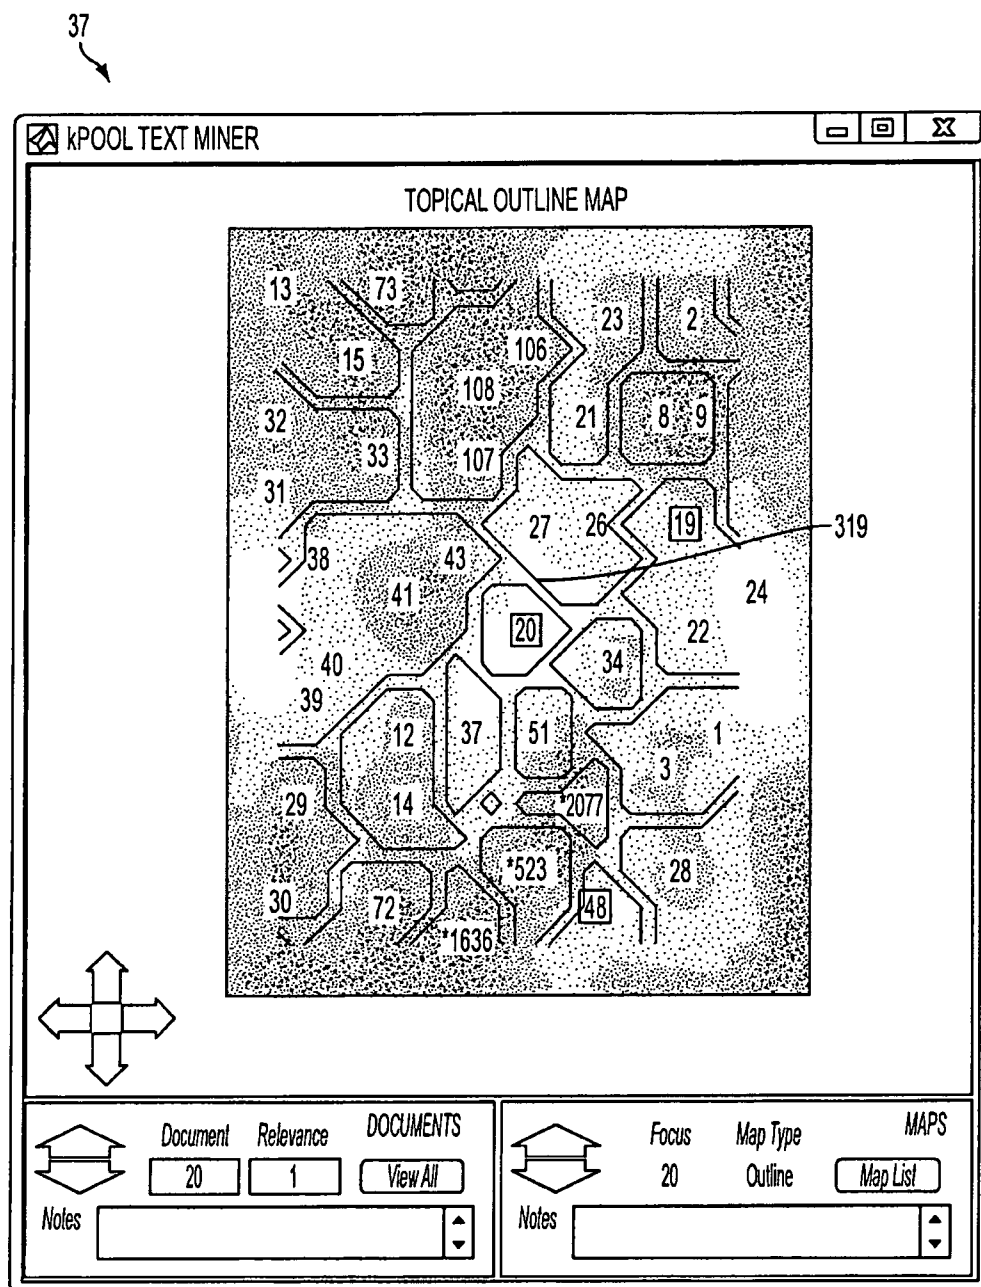 37
kPOOL TEXT MINER
TOPICAL OUTLINE MAP
13 73 23 2
15 106
108
32 21 8 9
33 107
31
27 26 19 319
38 43
41 24
20 22
40 34
39
12 37 51 1
3
29 14 *2077
*523 28
30 72 48
*1636
Document Relevance DOCUMENTS
20 1 View All
Notes
Focus Map Type MAPS
20 Outline Map List
Notes